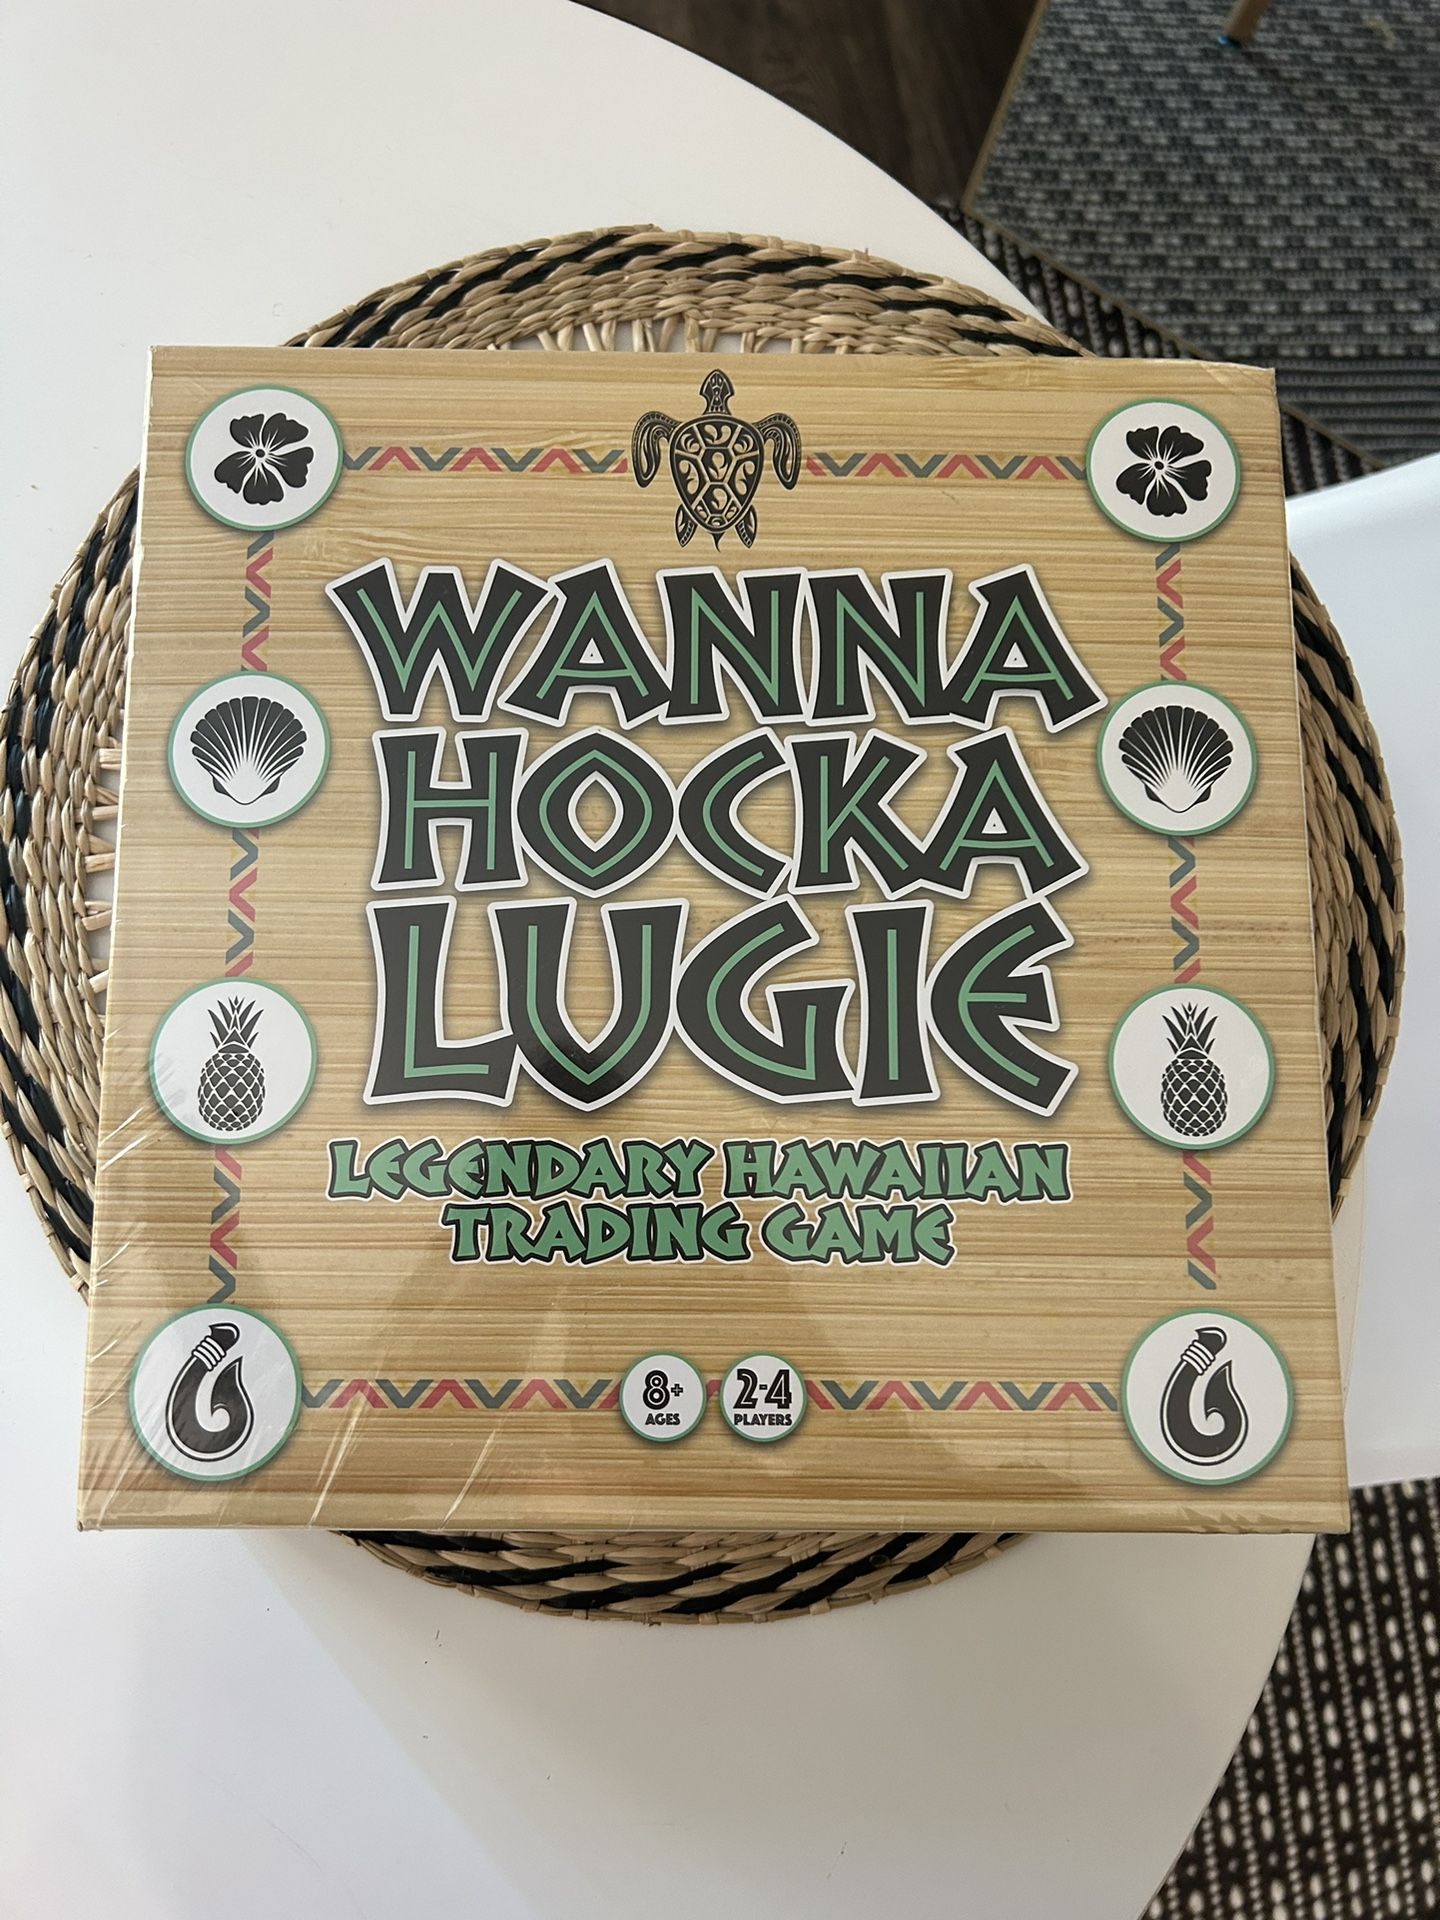 WANNA
HOCKA
LUGIE
LEGENDARY HAWAIIAN
TRADING GAME
8+
AGES
2-4
PLAYERS